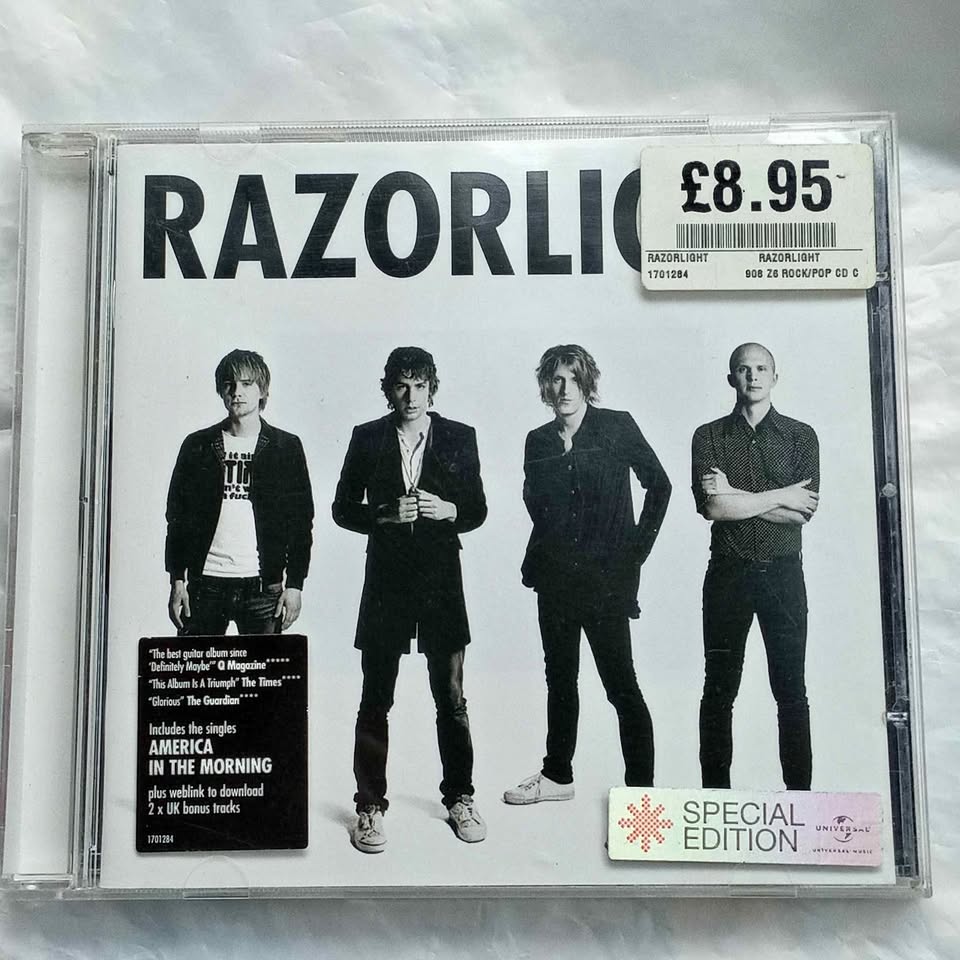 RAZORLIG
£8.95
RAZORLIGHT RAZORLIGHT
1701284 908 Z6 ROCK/POP CD C
"The best guitar album since
'Definitely Maybe'" Q Magazine*****
"This Album Is A Triumph" The Times****
"Glorious" The Guardian****
Includes the singles
AMERICA
IN THE MORNING
plus weblink to download
2 x UK bonus tracks
1701284
SPECIAL
EDITION
UNIVERSAL
UNIVERSAL MUSIC